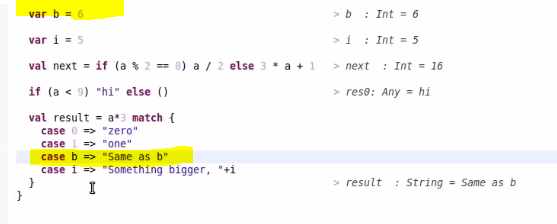 var b = 6 > b : Int = 6
var i = 5 > i : Int = 5
val next = if (a % 2 == 0) a / 2 else 3 * a + 1 > next : Int = 16
if (a < 9) "hi" else () > res0: Any = hi
val result = a*3 match {
case 0 => "zero"
case 1 => "one"
case b => "Same as b"
case i => "Something bigger, "+i
} > result : String = Same as b
}